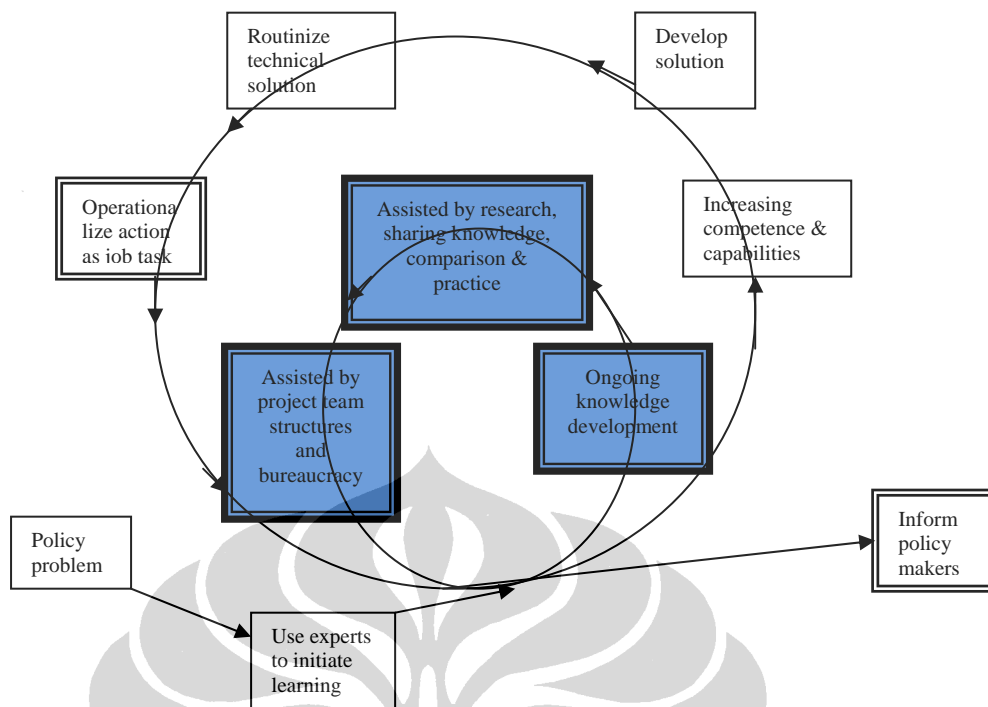 Routinize
technical
solution
Develop
solution
Operationa
lize action
as job task
Assisted by research,
sharing knowledge,
comparison &
practice
Increasing
competence &
capabilities
Assisted by
project team
structures
and
bureaucracy
Ongoing
knowledge
development
Policy
problem
Inform
policy
makers
Use experts
to initiate
learning